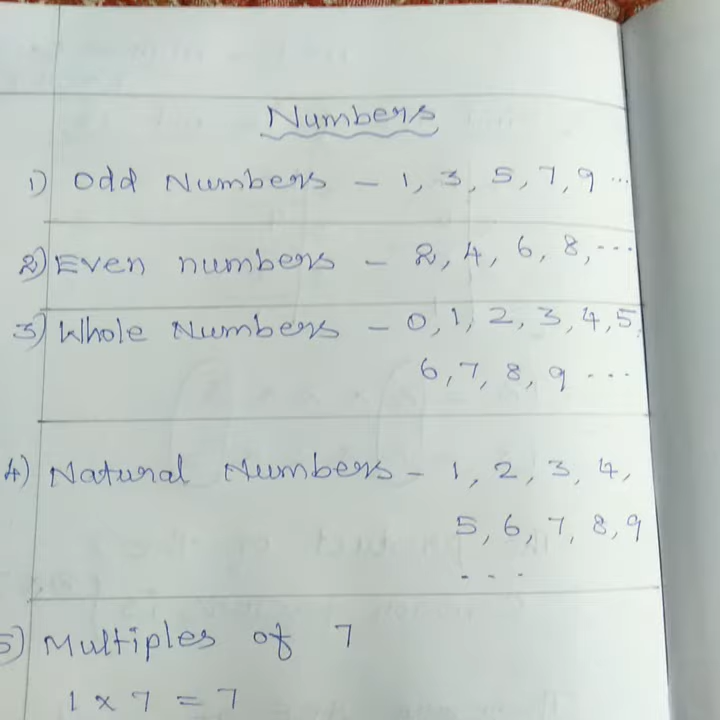 Numbers
1) Odd Numbers - 1, 3, 5, 7, 9 ...
2) Even numbers - 2, 4, 6, 8, ...
3) Whole Numbers - 0, 1, 2, 3, 4, 5,
6, 7, 8, 9 ...
4) Natural Numbers - 1, 2, 3, 4,
5, 6, 7, 8, 9
....
5) Multiples of 7
1 x 7 = 7